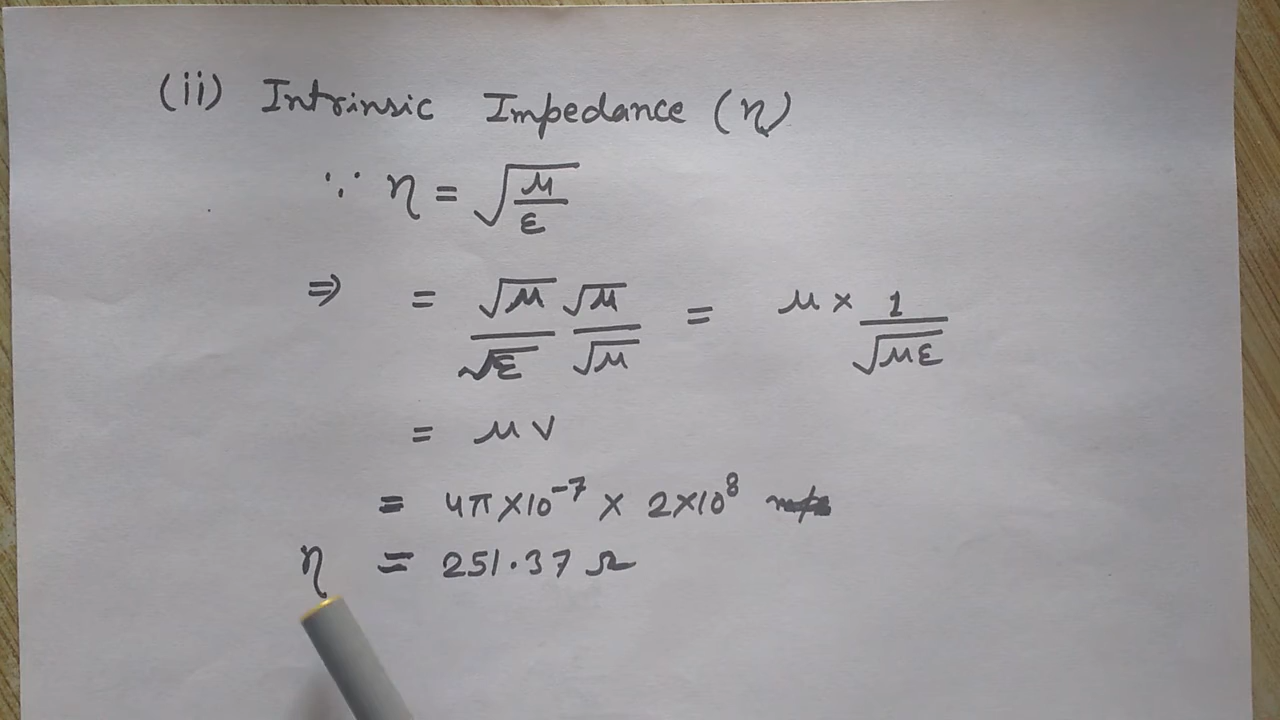 (ii) Intrinsic Impedance (η)
∵ η = √(μ/ε)
⇒ = (√μ/√ε) (√μ/√μ) = μ × 1/√(με)
= μ v
= 4π×10⁻⁷ × 2×10⁸
η = 251.37 Ω